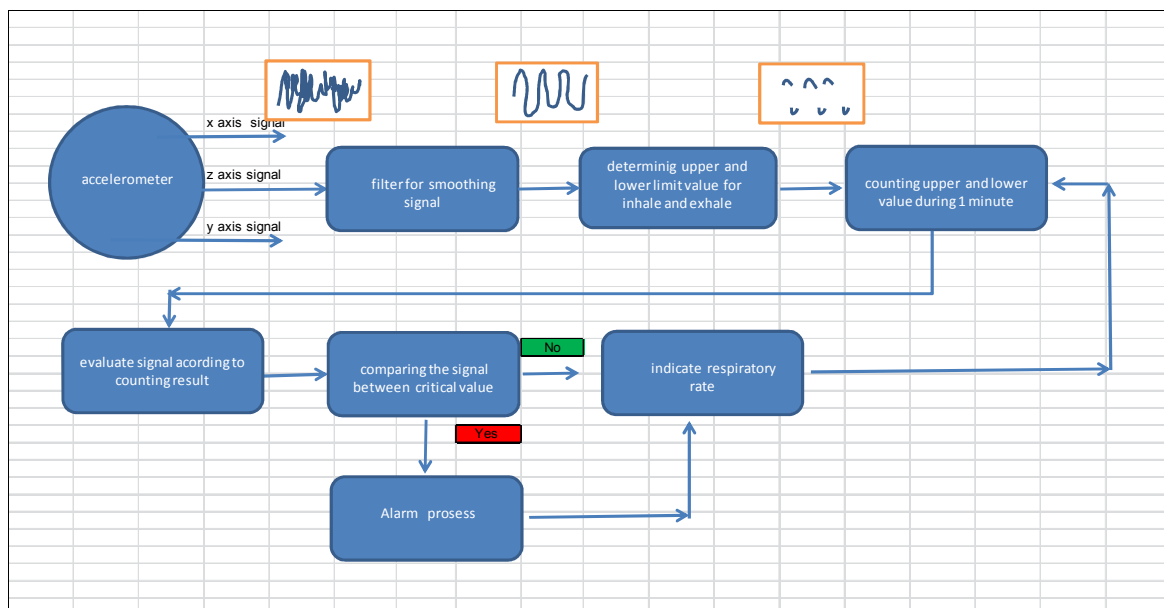 x axis signal
accelerometer
z axis signal
y axis signal
filter for smoothing
signal
determinig upper and
lower limit value for
inhale and exhale
counting upper and lower
value during 1 minute
evaluate signal acording to
counting result
comparing the signal
between critical value
No
Yes
indicate respiratory
rate
Alarm prosess